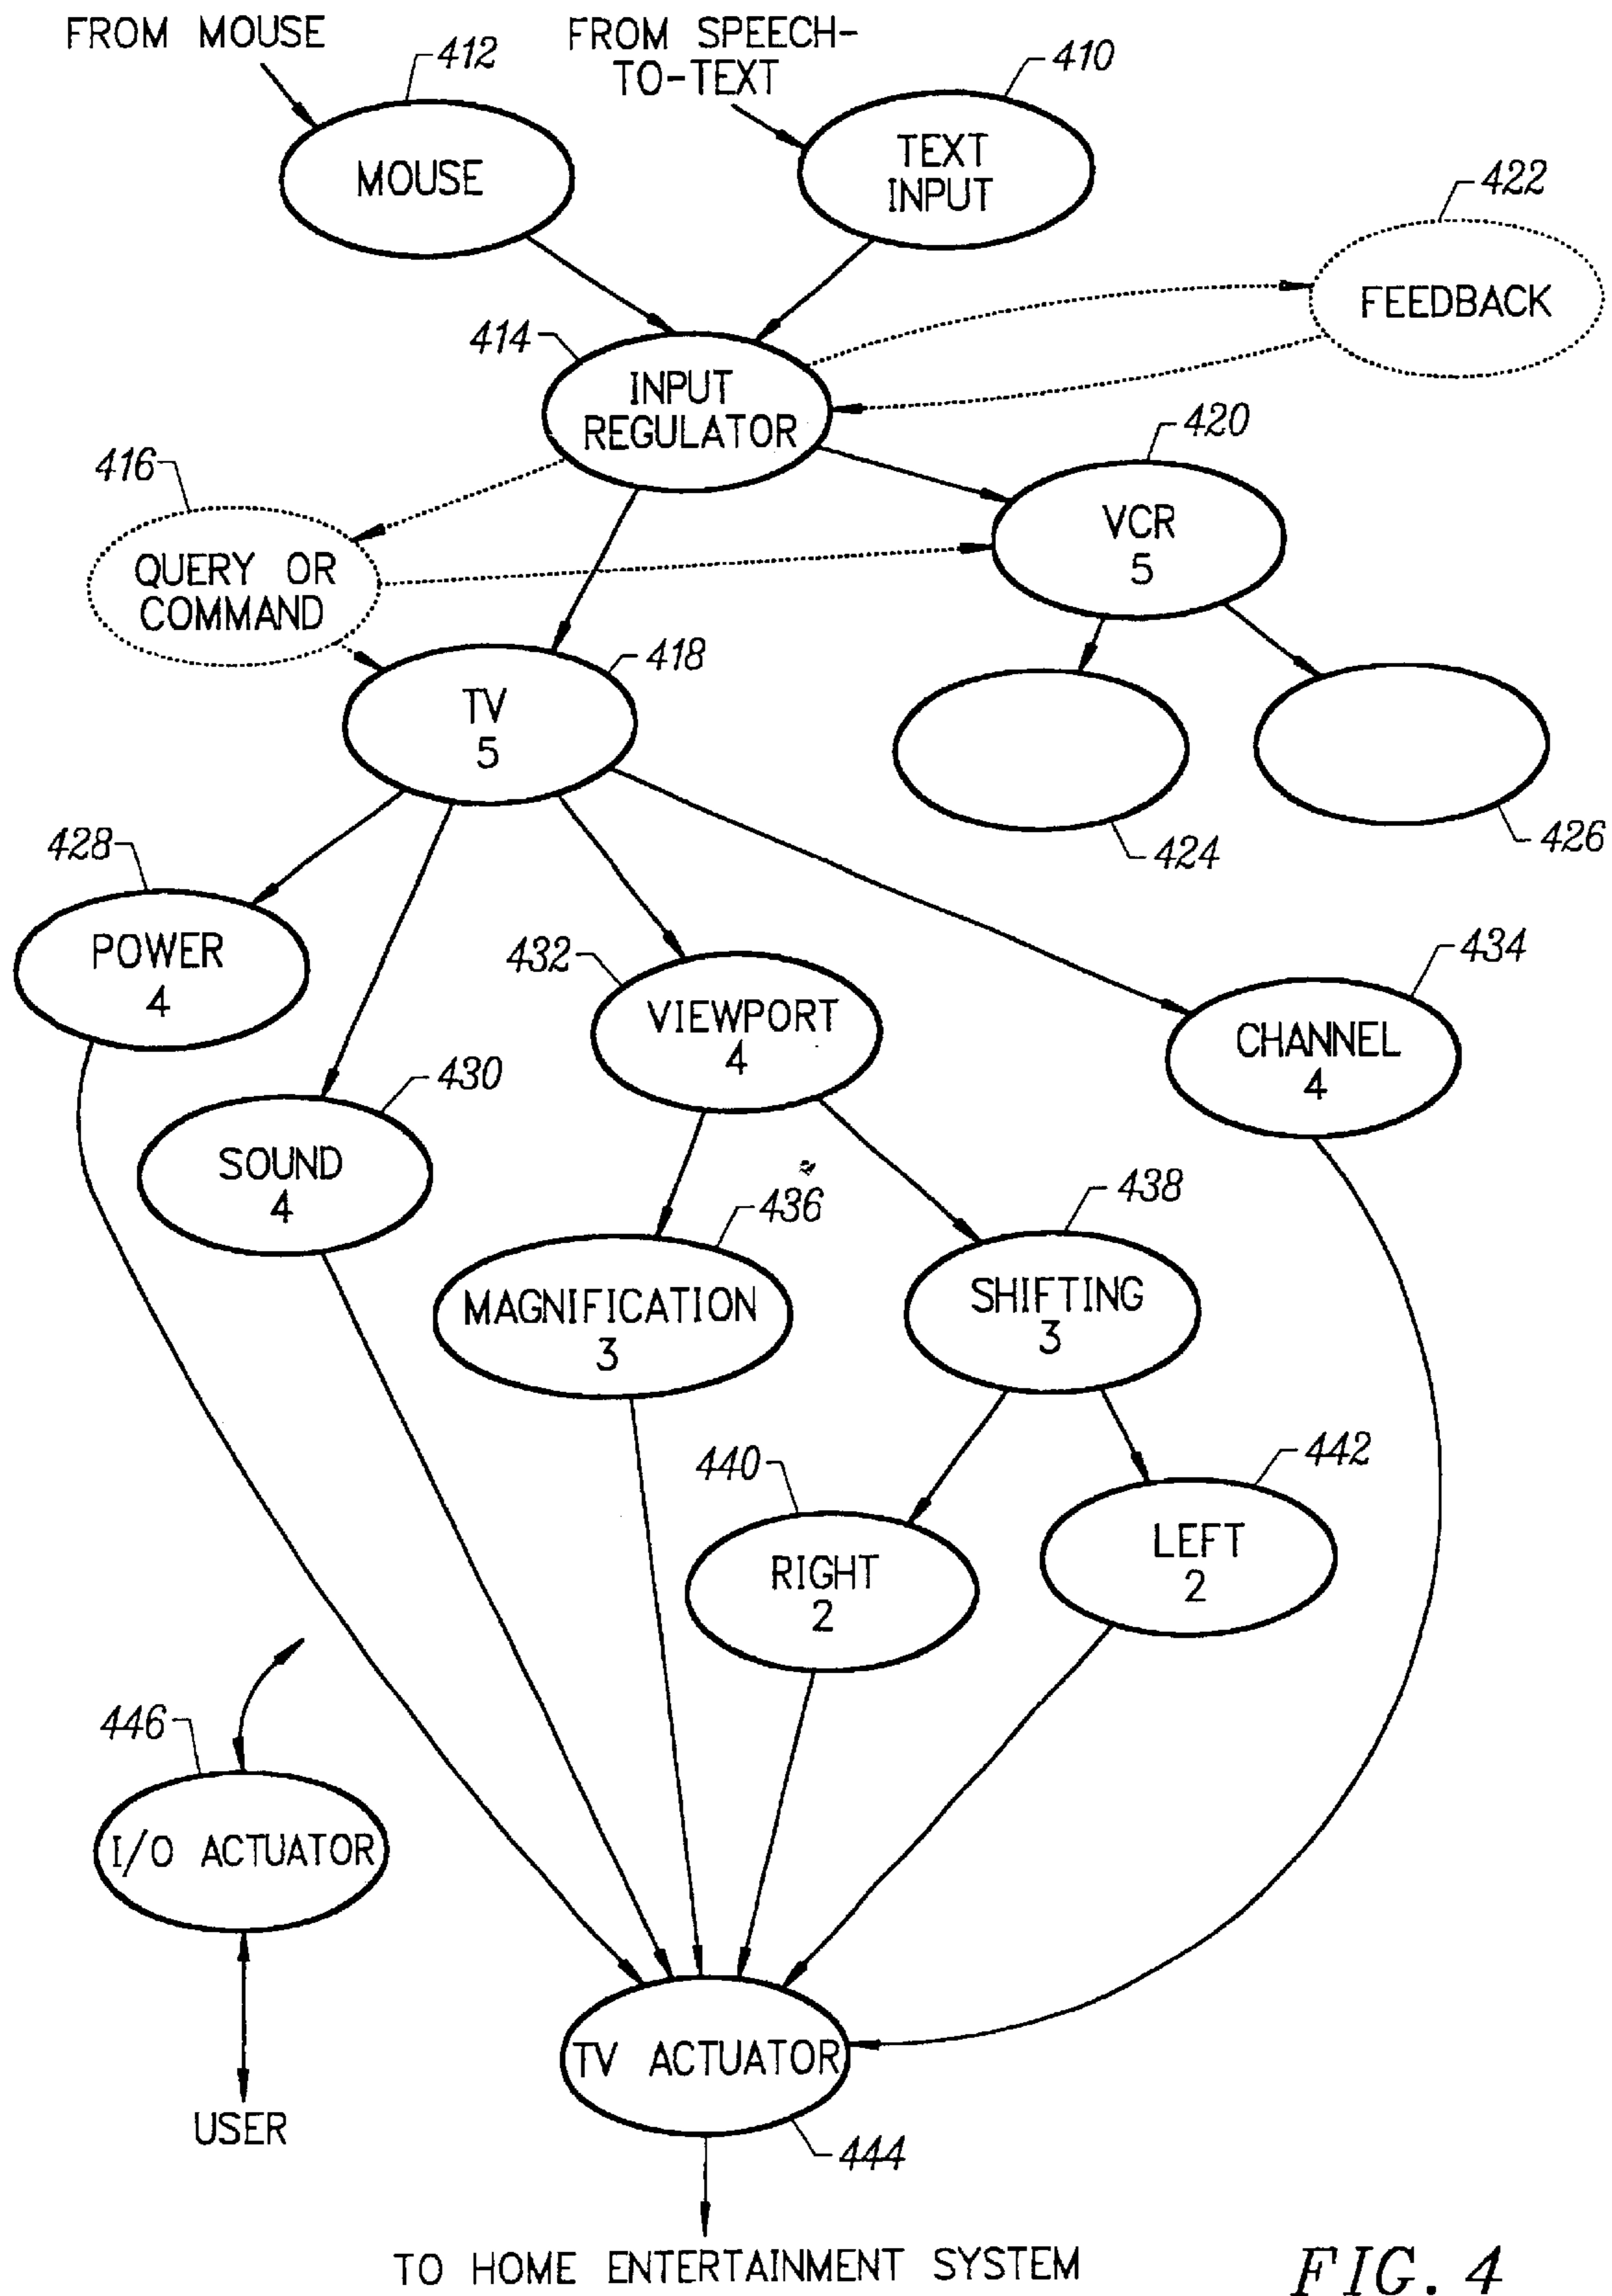 FROM MOUSE
412
FROM SPEECH-
TO-TEXT
410
MOUSE
TEXT
INPUT
422
FEEDBACK
414
INPUT
REGULATOR
420
416
VCR
5
QUERY OR
COMMAND
418
TV
5
424
426
428
POWER
4
432
VIEWPORT
4
434
CHANNEL
4
430
SOUND
4
436
438
MAGNIFICATION
3
SHIFTING
3
440
442
RIGHT
2
LEFT
2
446
I/O ACTUATOR
TV ACTUATOR
USER
444
TO HOME ENTERTAINMENT SYSTEM
FIG. 4